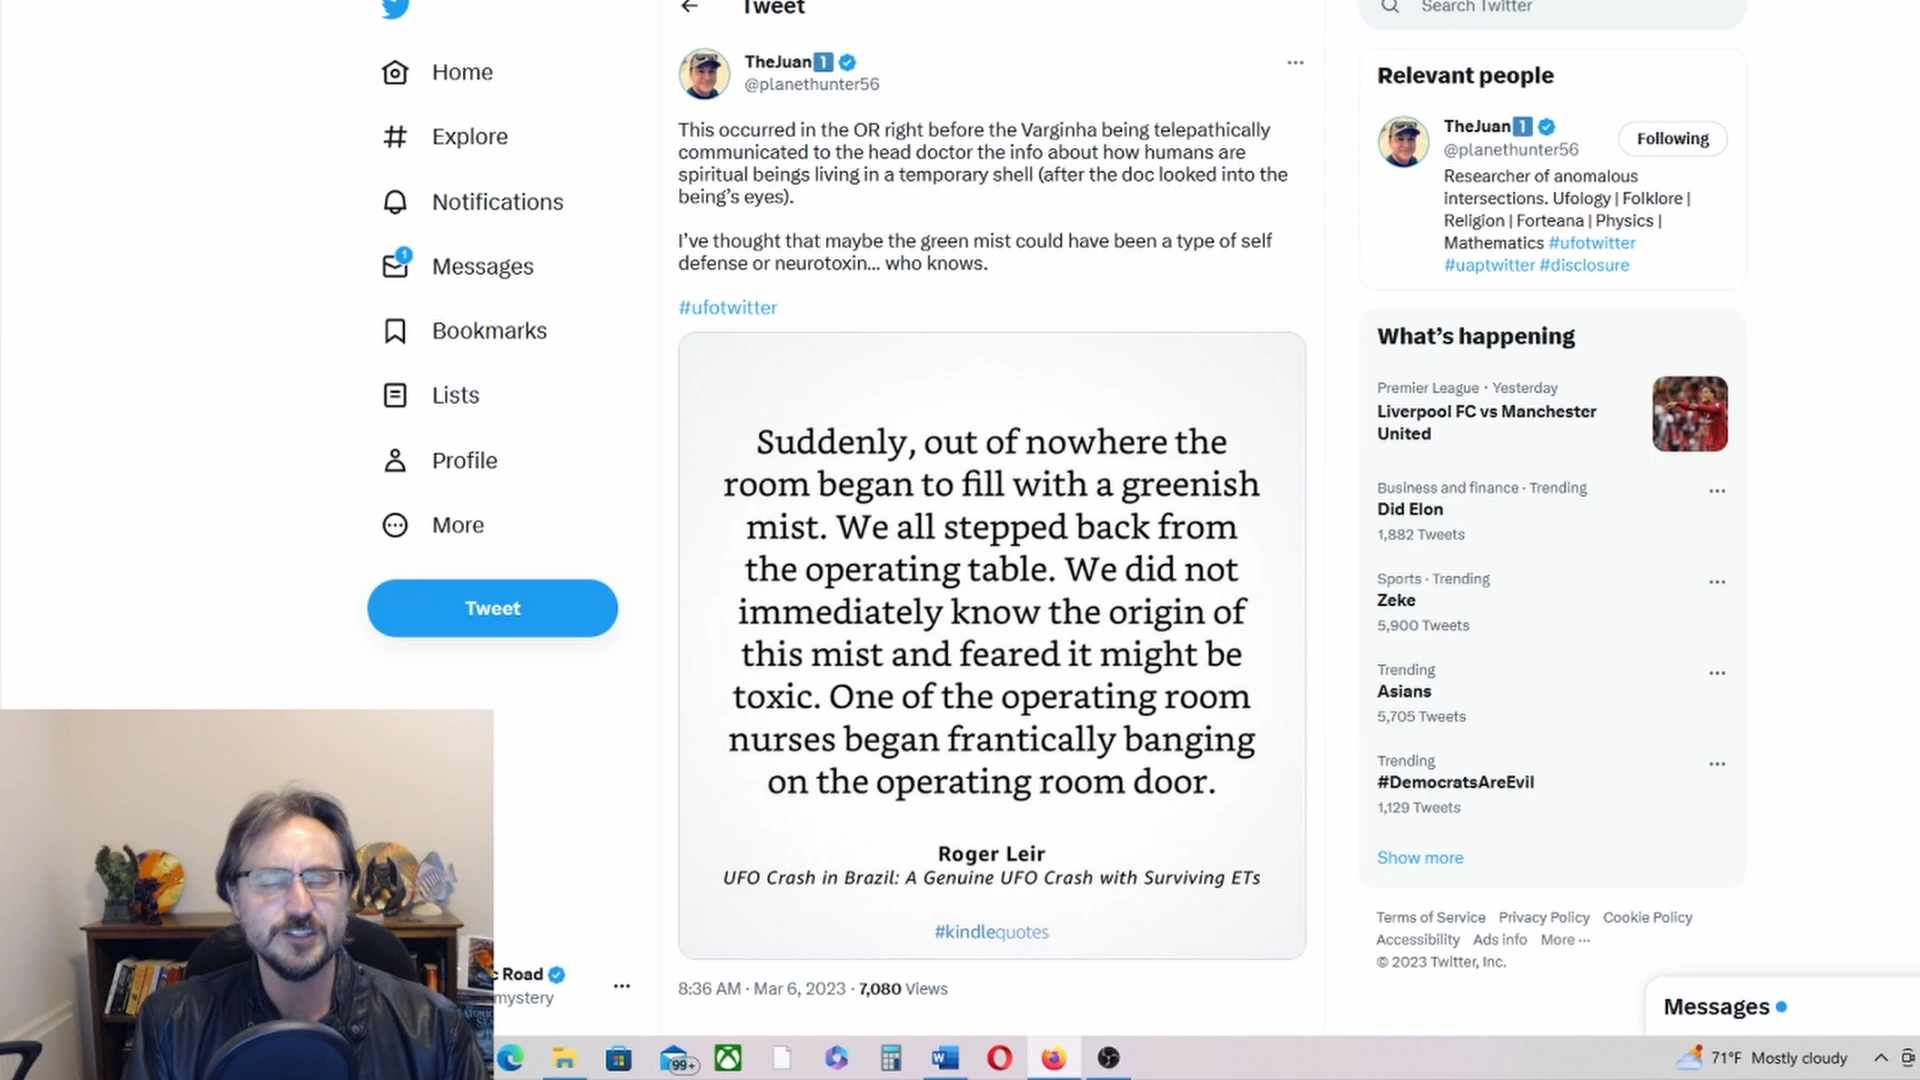 Tweet
Search Twitter
Home
Explore
Notifications
1
Messages
Bookmarks
Lists
Profile
More
Tweet
TheJuan1
@planethunter56
This occurred in the OR right before the Varginha being telepathically
communicated to the head doctor the info about how humans are
spiritual beings living in a temporary shell (after the doc looked into the
being's eyes).
I've thought that maybe the green mist could have been a type of self
defense or neurotoxin... who knows.
#ufotwitter
Suddenly, out of nowhere the
room began to fill with a greenish
mist. We all stepped back from
the operating table. We did not
immediately know the origin of
this mist and feared it might be
toxic. One of the operating room
nurses began frantically banging
on the operating room door.
Roger Leir
UFO Crash in Brazil: A Genuine UFO Crash with Surviving ETs
#kindlequotes
8:36 AM · Mar 6, 2023 · 7,080 Views
Relevant people
TheJuan1
@planethunter56
Following
Researcher of anomalous
intersections. Ufology | Folklore |
Religion | Forteana | Physics |
Mathematics #ufotwitter
#uaptwitter #disclosure
What's happening
Premier League · Yesterday
Liverpool FC vs Manchester
United
Business and finance · Trending
Did Elon
1,882 Tweets
Sports · Trending
Zeke
5,900 Tweets
Trending
Asians
5,705 Tweets
Trending
#DemocratsAreEvil
1,129 Tweets
Show more
Terms of Service Privacy Policy Cookie Policy
Accessibility Ads info More ...
© 2023 Twitter, Inc.
Messages
c Road
mystery
99+
71°F Mostly cloudy